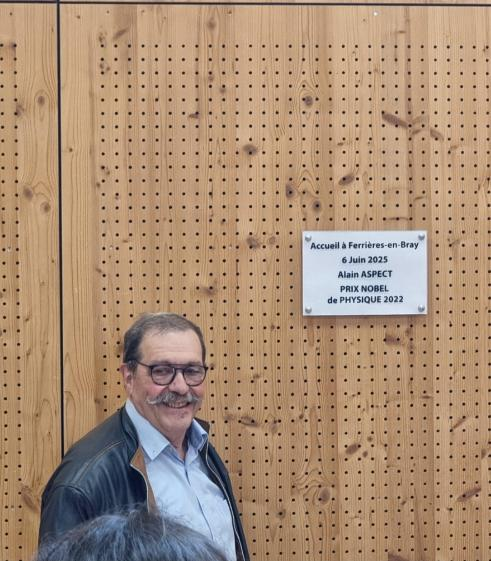 Accueil à Ferrières-en-Bray
6 Juin 2025
Alain ASPECT
PRIX NOBEL
de PHYSIQUE 2022